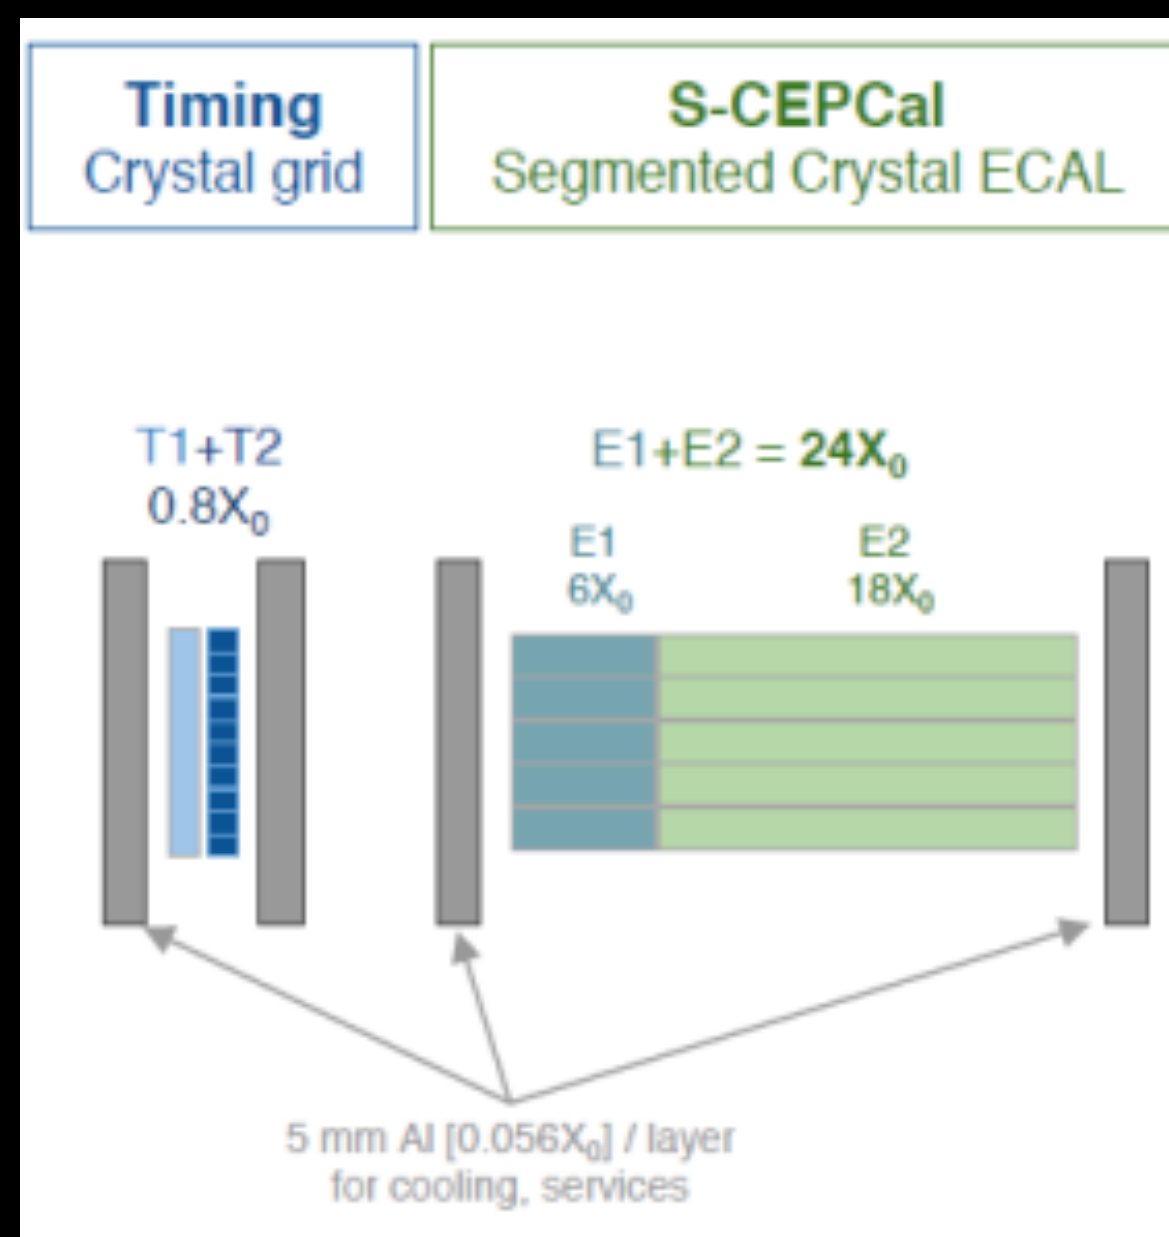 Timing
Crystal grid
S-CEPCal
Segmented Crystal ECAL
T1+T2
0.8X₀
E1+E2 = 24X₀
E1
6X₀
E2
18X₀
5 mm Al [0.056X₀] / layer
for cooling, services